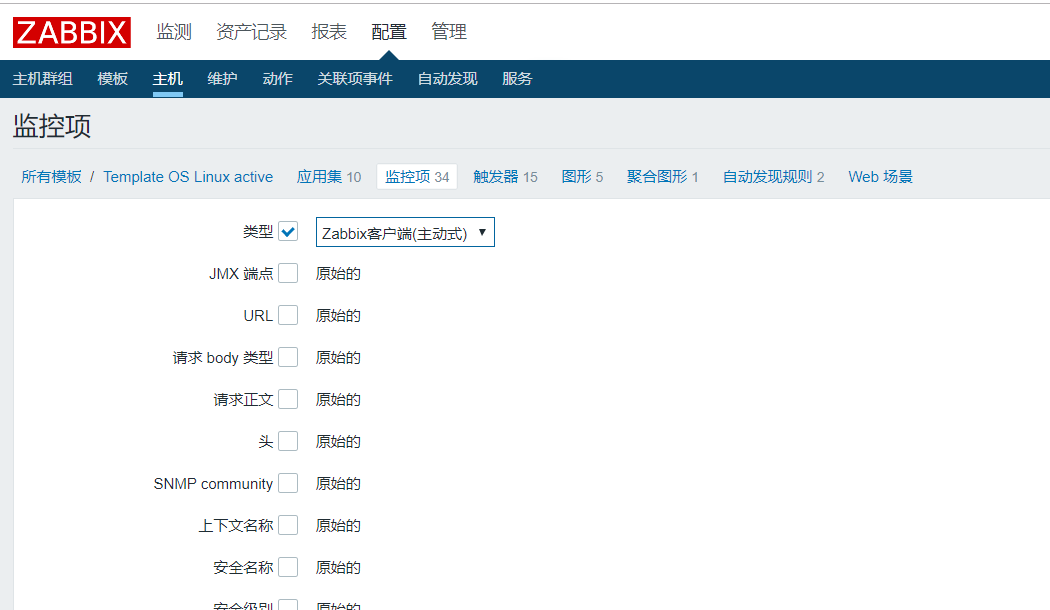 ZABBIX 监测 资产记录 报表 配置 管理
主机群组 模板 主机 维护 动作 关联项事件 自动发现 服务
监控项
所有模板 / Template OS Linux active 应用集 10 监控项 34 触发器 15 图形 5 聚合图形 1 自动发现规则 2 Web 场景
类型 Zabbix客户端(主动式)
JMX 端点 原始的
URL 原始的
请求 body 类型 原始的
请求正文 原始的
头 原始的
SNMP community 原始的
上下文名称 原始的
安全名称 原始的
安全级别 原始的